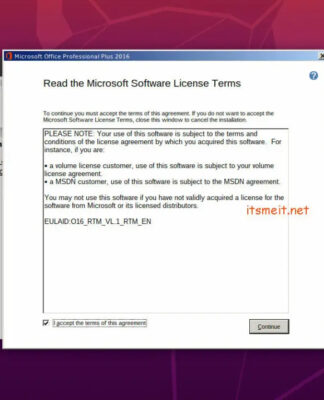 Microsoft Office Professional Plus 2016
Read the Microsoft Software License Terms
To continue you must accept the terms of this agreement. If you do not want to accept the
Microsoft Software License Terms, close this window to cancel the installation.
PLEASE NOTE: Your use of this software is subject to the terms and
conditions of the license agreement by which you acquired this software. For
instance, if you are:
• a volume license customer, use of this software is subject to your volume
license agreement.
• a MSDN customer, use of this software is subject to the MSDN agreement.
You may not use this software if you have not validly acquired a license for the
software from Microsoft or its licensed distributors.
itsmeit.net
EULAID:O16_RTM_VL.1_RTM_EN
I accept the terms of this agreement
Continue